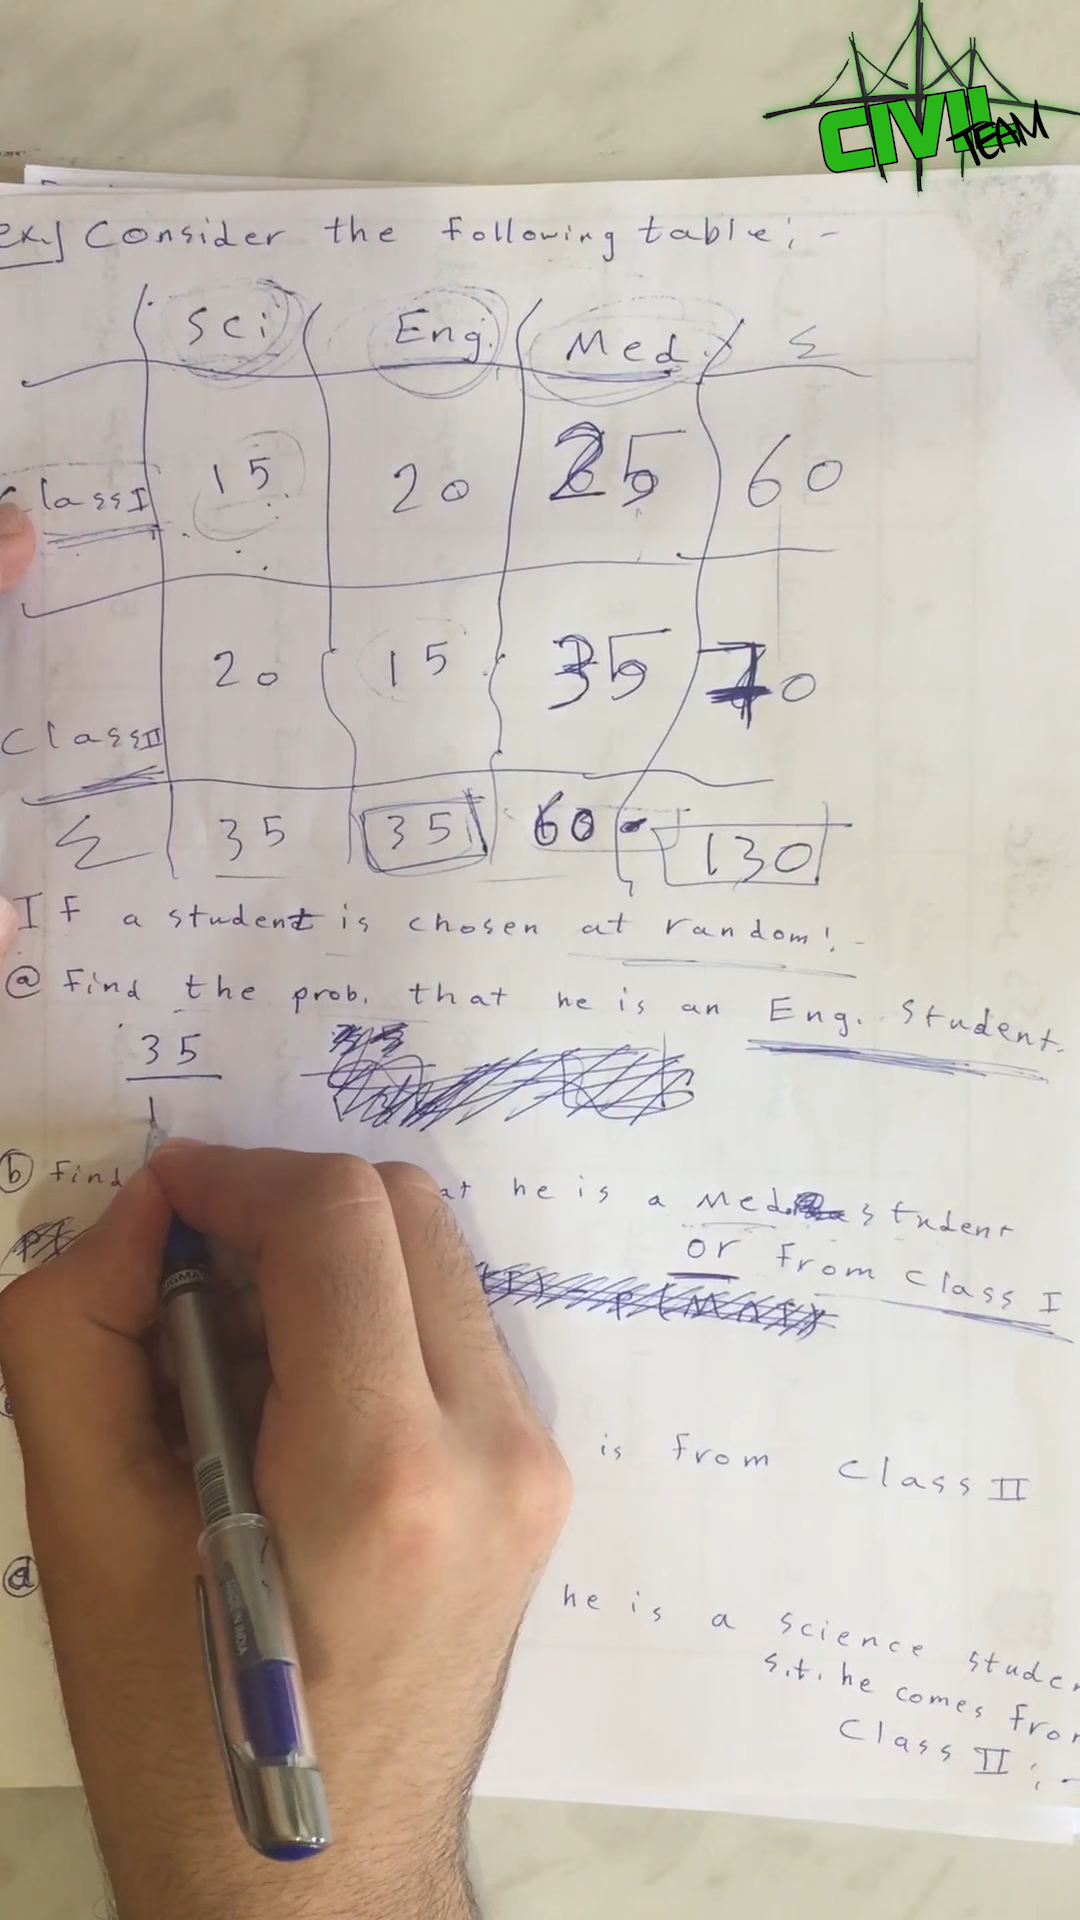 CIVIL
TEAM
ex.] Consider the following table:-
Sci Eng. Med. Σ
Class I 15 20 25 60
Class II 20 15 35 70
Σ 35 35 60 130
If a student is chosen at random:-
ⓐ Find the prob. that he is an Eng. student.
35
1
ⓑ Find at he is a Med. student
or from class I
is from Class II
ⓓ he is a science studen
s.t. he comes from
Class II :-